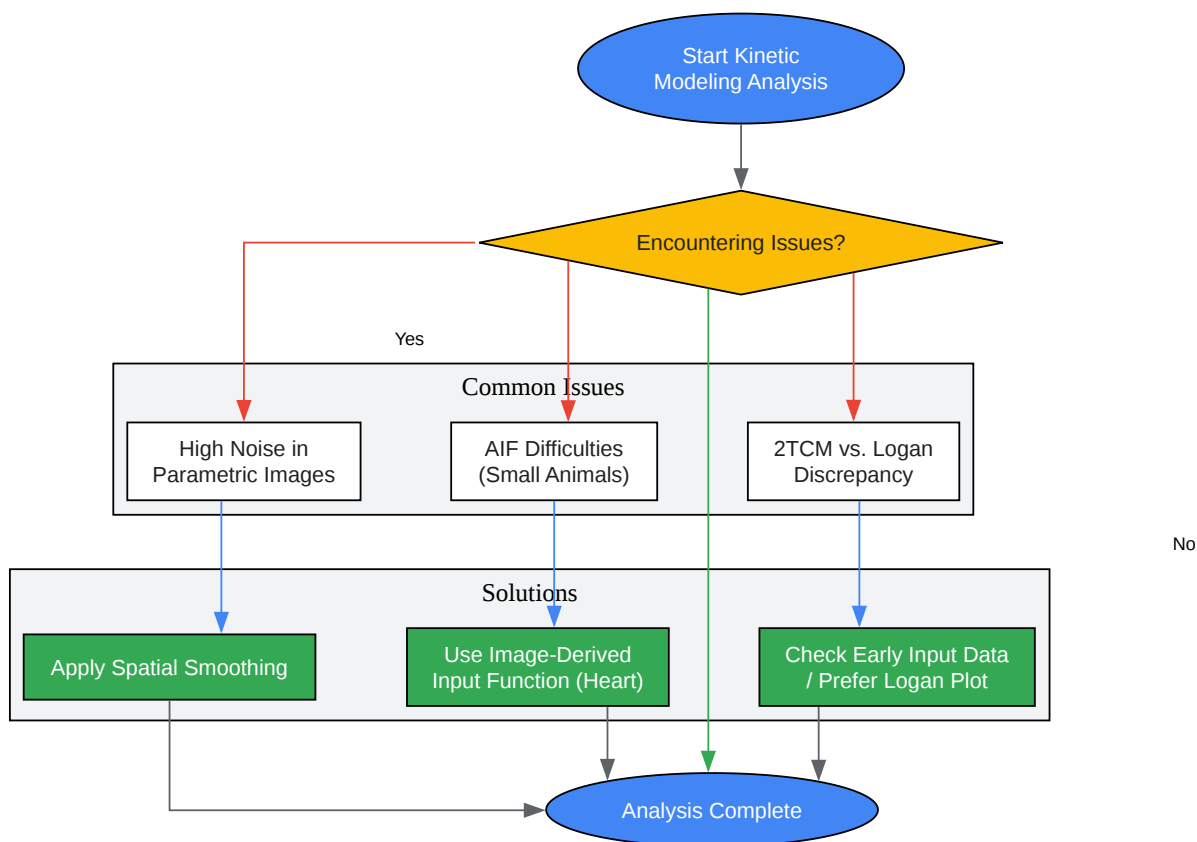 Start Kinetic
Modeling Analysis
Encountering Issues?
Yes
Common Issues
High Noise in
Parametric Images
AIF Difficulties
(Small Animals)
2TCM vs. Logan
Discrepancy
No
Solutions
Apply Spatial Smoothing
Use Image-Derived
Input Function (Heart)
Check Early Input Data
/ Prefer Logan Plot
Analysis Complete